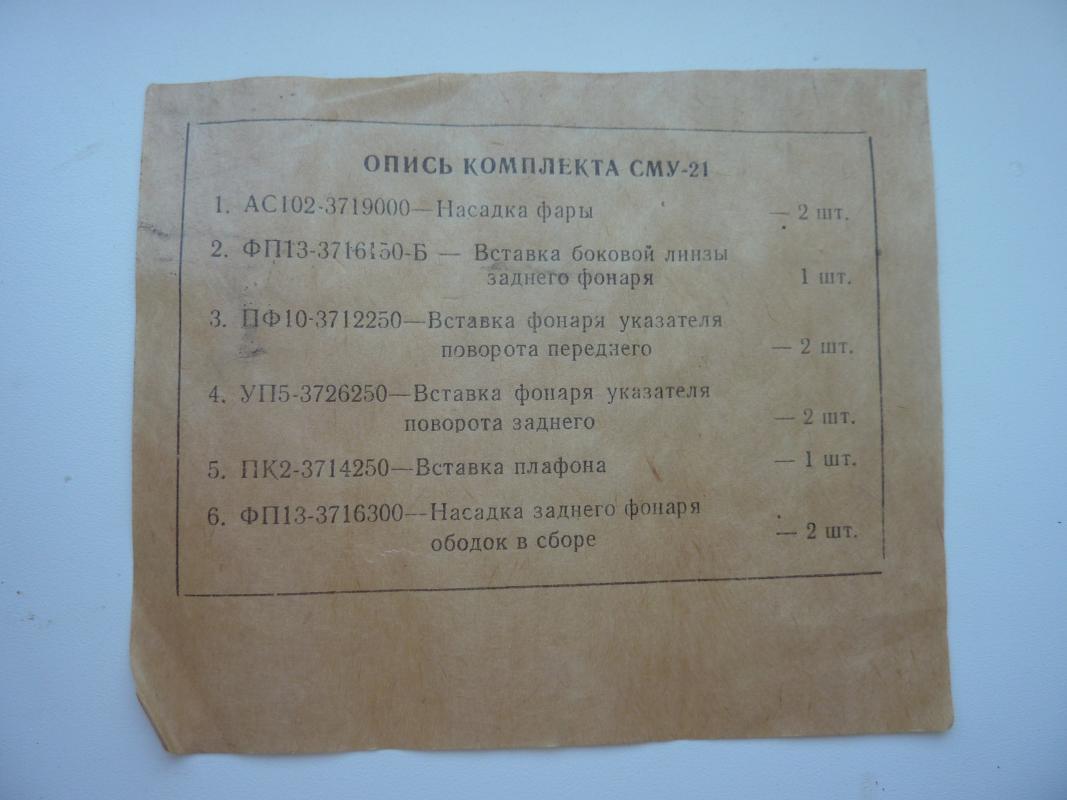 ОПИСЬ КОМПЛЕКТА СМУ-21
1. АС102-3719000—Насадка фары — 2 шт.
2. ФП13-3716150-Б — Вставка боковой линзы
заднего фонаря 1 шт.
3. ПФ10-3712250—Вставка фонаря указателя
поворота переднего — 2 шт.
4. УП5-3726250—Вставка фонаря указателя
поворота заднего — 2 шт.
5. ПК2-3714250—Вставка плафона — 1 шт.
6. ФП13-3716300—Насадка заднего фонаря
ободок в сборе — 2 шт.